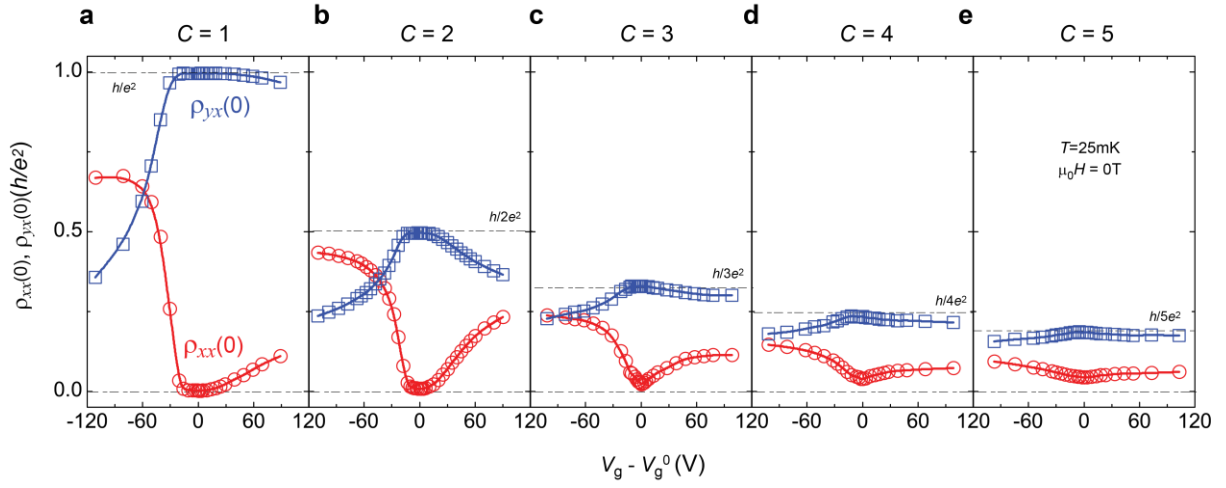 a b c d e
C = 1 C = 2 C = 3 C = 4 C = 5
1.0
h/e²
ρyx(0)
T=25mK
μ₀H = 0T
0.5
h/2e²
h/3e²
h/4e²
h/5e²
ρxx(0), ρyx(0)(h/e²)
ρxx(0)
0.0
-120 -60 0 60 120 -60 0 60 120 -60 0 60 120 -60 0 60 120 -60 0 60 120
Vg - Vg⁰ (V)